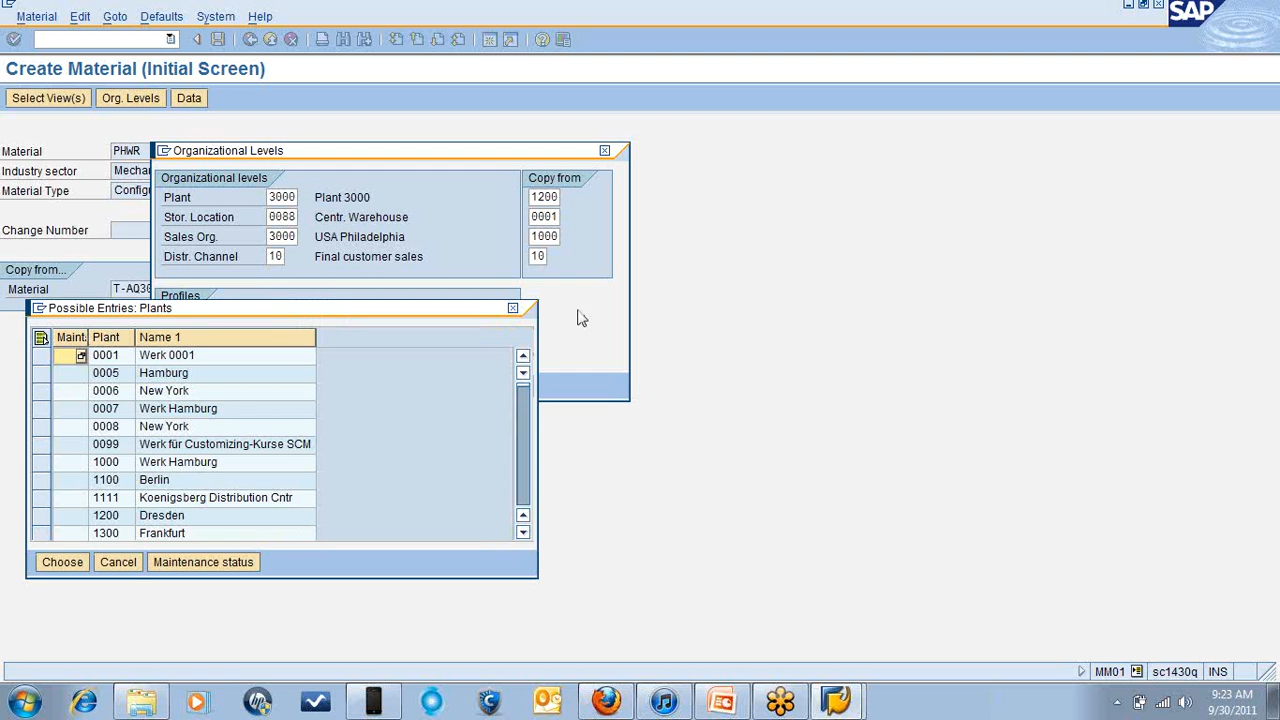 Material Edit Goto Defaults System Help
SAP
Create Material (Initial Screen)
Select View(s) Org. Levels Data
Material PHWR
Industry sector Mechan
Material Type Config
Change Number
Copy from...
Material T-AQ30
Organizational Levels
Organizational levels Copy from
Plant 3000 Plant 3000 1200
Stor. Location 0088 Centr. Warehouse 0001
Sales Org. 3000 USA Philadelphia 1000
Distr. Channel 10 Final customer sales 10
Profiles
Possible Entries: Plants
Maint. Plant Name 1
0001 Werk 0001
0005 Hamburg
0006 New York
0007 Werk Hamburg
0008 New York
0099 Werk für Customizing-Kurse SCM
1000 Werk Hamburg
1100 Berlin
1111 Koenigsberg Distribution Cntr
1200 Dresden
1300 Frankfurt
Choose Cancel Maintenance status
MM01 sc1430q INS
9:23 AM
9/30/2011